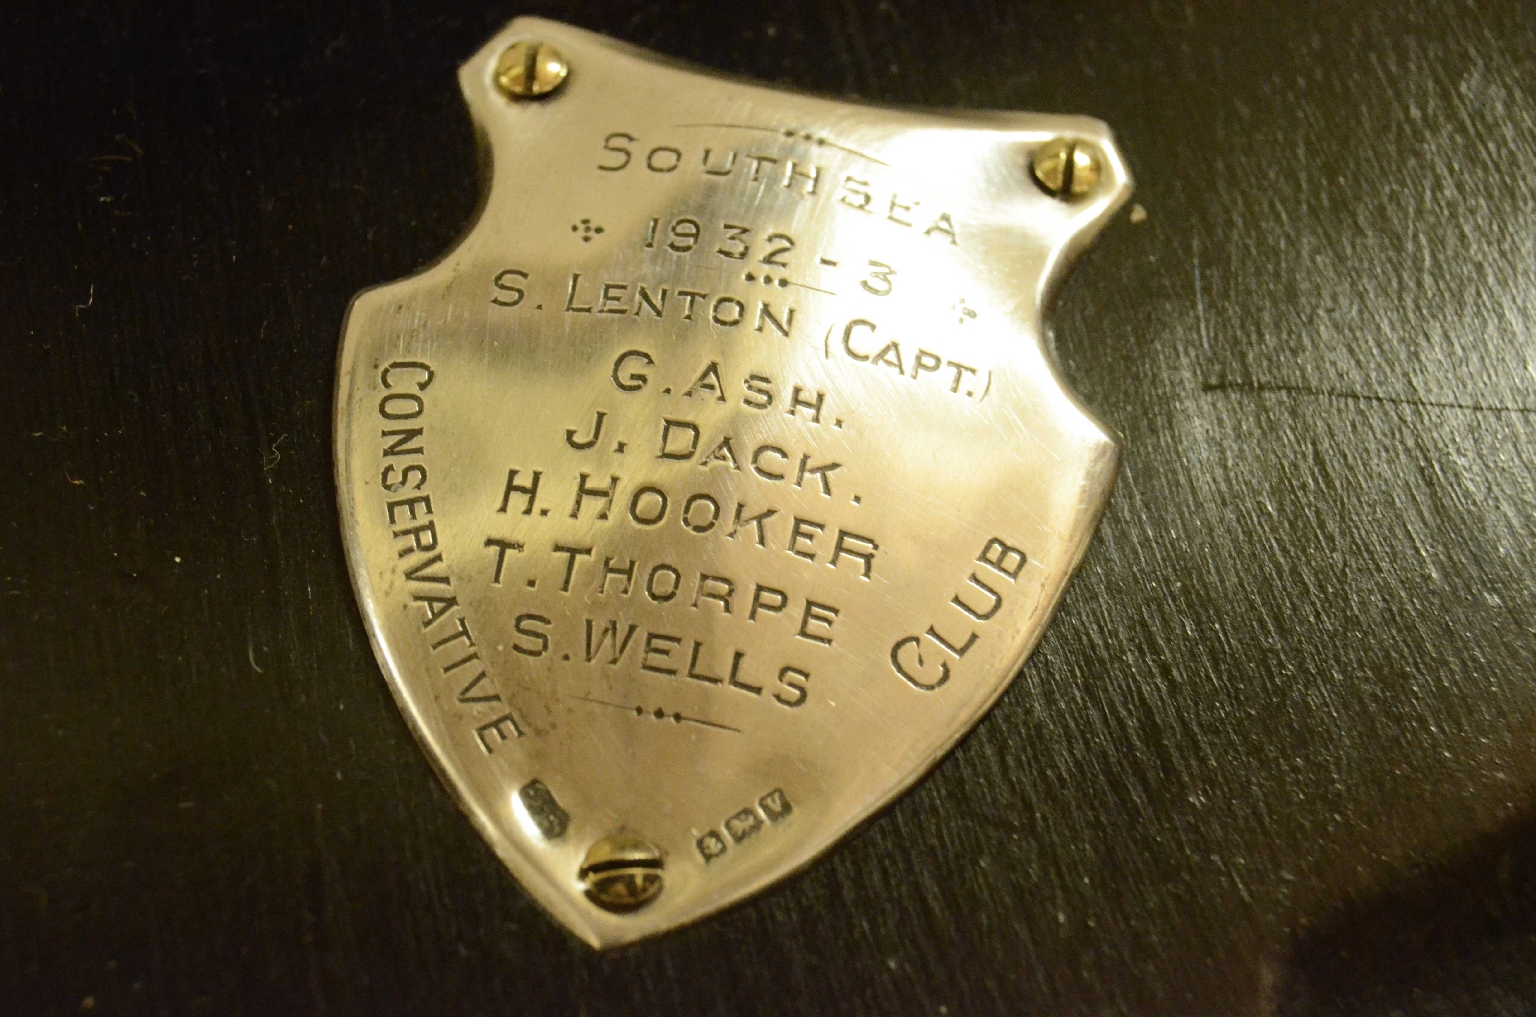 SOUTHSEA
1932-3
S. LENTON (CAPT.)
G. ASH.
J. DACK.
H. HOOKER
T. THORPE
S. WELLS
CONSERVATIVE
CLUB